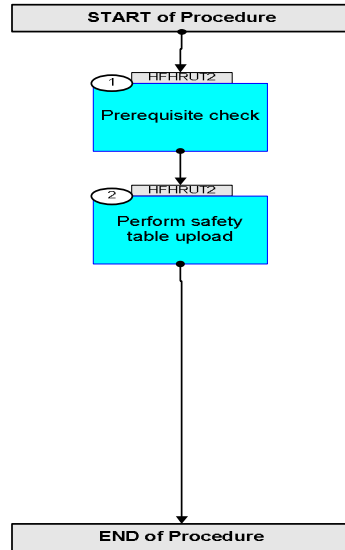 START of Procedure
HFHRUT2
1
Prerequisite check
HFHRUT2
2
Perform safety
table upload
END of Procedure